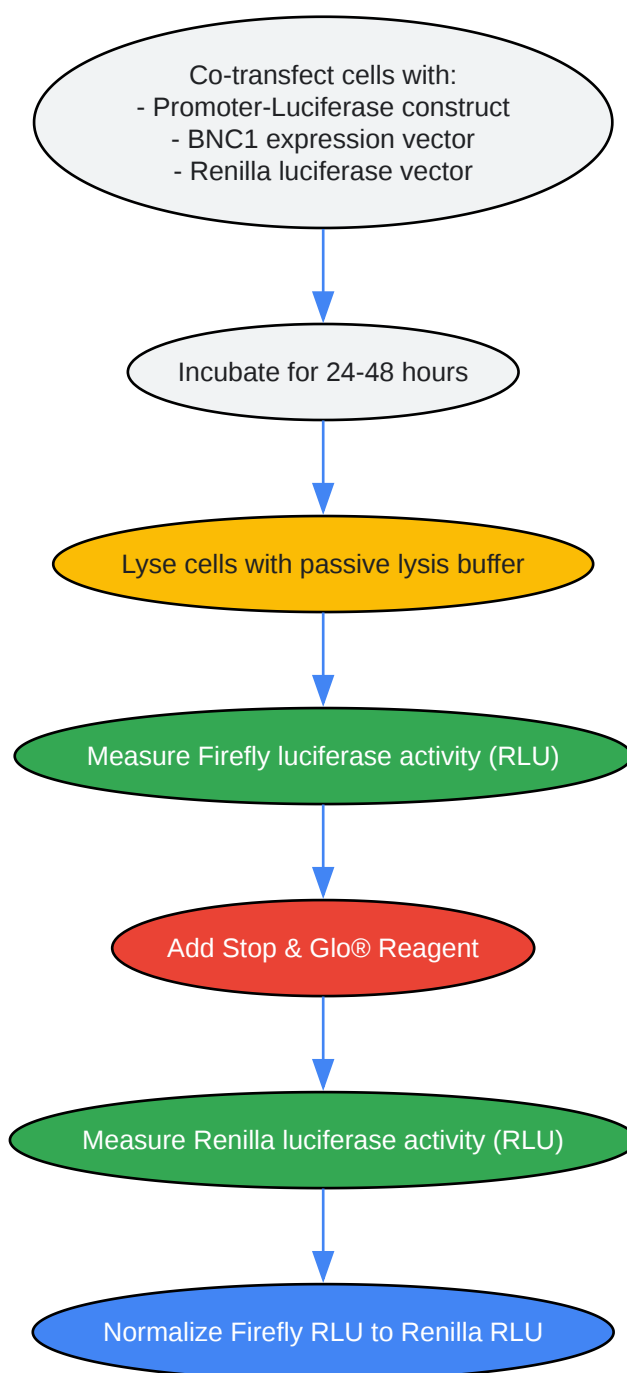 Co-transfect cells with:
- Promoter-Luciferase construct
- BNC1 expression vector
- Renilla luciferase vector
Incubate for 24-48 hours
Lyse cells with passive lysis buffer
Measure Firefly luciferase activity (RLU)
Add Stop & Glo® Reagent
Measure Renilla luciferase activity (RLU)
Normalize Firefly RLU to Renilla RLU